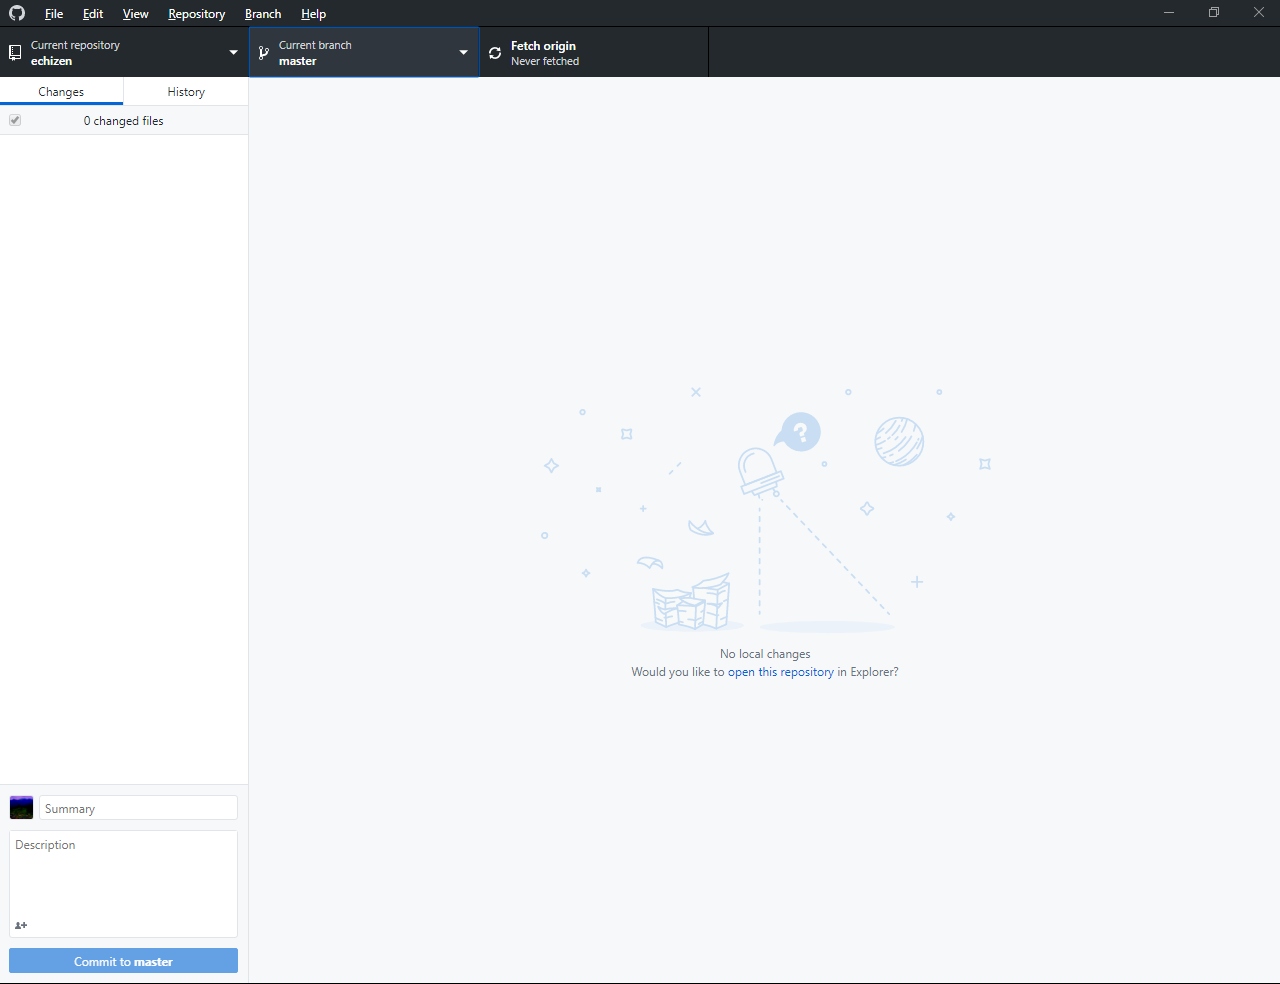 File Edit View Repository Branch Help
Current repository
echizen
Current branch
master
Fetch origin
Never fetched
Changes
History
0 changed files
?
No local changes
Would you like to open this repository in Explorer?
Summary
Description
Commit to master